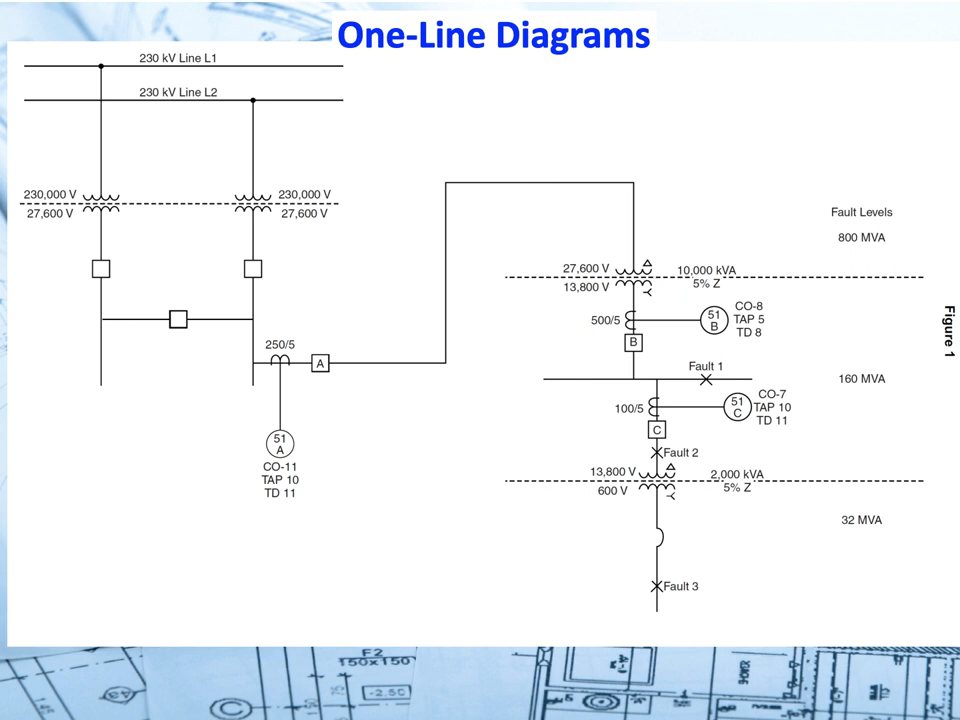 One-Line Diagrams
230 kV Line L1
230 kV Line L2
230,000 V
27,600 V
230,000 V
27,600 V
250/5
A
51
A
CO-11
TAP 10
TD 11
Fault Levels
800 MVA
27,600 V
13,800 V
10,000 kVA
5% Z
500/5
51
B
CO-8
TAP 5
TD 8
B
Fault 1
160 MVA
100/5
51
C
CO-7
TAP 10
TD 11
C
Fault 2
13,800 V
600 V
2,000 kVA
5% Z
32 MVA
Fault 3
Figure 1
F2
150x150
-2.50